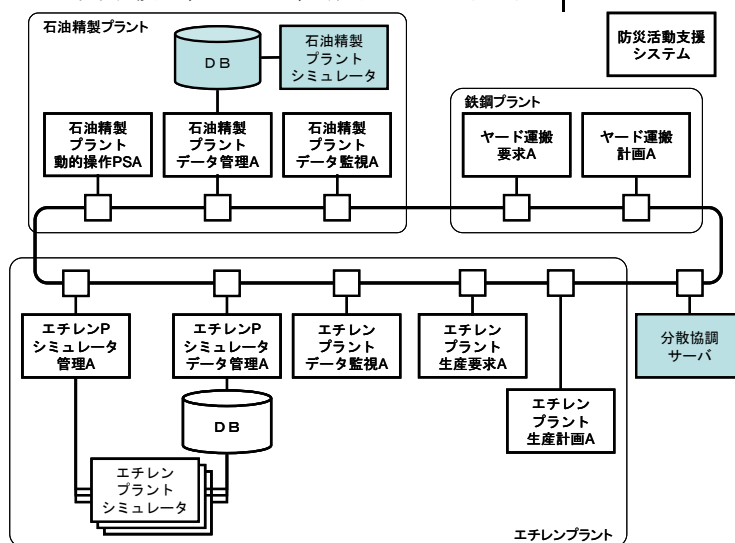 石油精製プラント
ＤＢ
石油精製
プラント
シミュレータ
防災活動支援
システム
鉄鋼プラント
石油精製
プラント
動的操作PSA
石油精製
プラント
データ管理A
石油精製
プラント
データ監視A
ヤード運搬
要求A
ヤード運搬
計画A
エチレンP
シミュレータ
管理A
エチレンP
シミュレータ
データ管理A
エチレン
プラント
データ監視A
エチレン
プラント
生産要求A
エチレン
プラント
生産計画A
分散協調
サーバ
ＤＢ
エチレン
プラント
シミュレータ
エチレンプラント